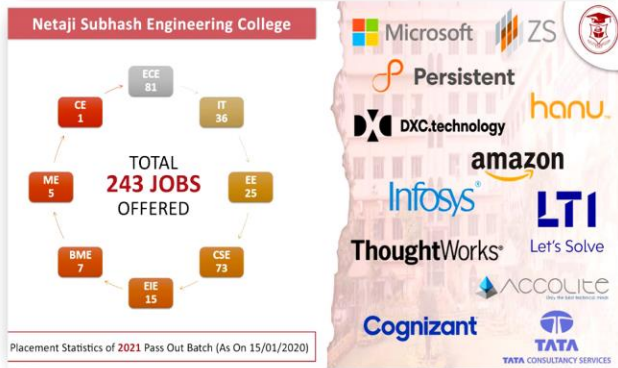 Netaji Subhash Engineering College
ECE
81
IT
36
EE
25
CSE
73
EIE
15
BME
7
ME
5
CE
1
TOTAL
243 JOBS
OFFERED
Placement Statistics of 2021 Pass Out Batch (As On 15/01/2020)
Microsoft
ZS
Persistent
hanu
DXC.technology
amazon
Infosys®
LTI
Let's Solve
ThoughtWorks®
ACCOLITE
Cognizant
TATA
TATA CONSULTANCY SERVICES